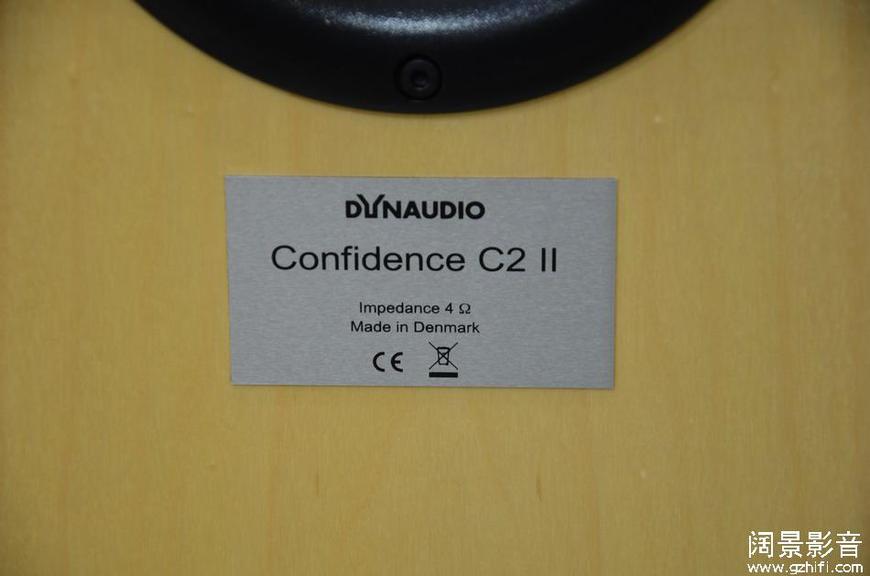 DYNAUDIO
Confidence C2 II
Impedance 4 Ω
Made in Denmark
CE
阔景影音
www.gzhifi.com